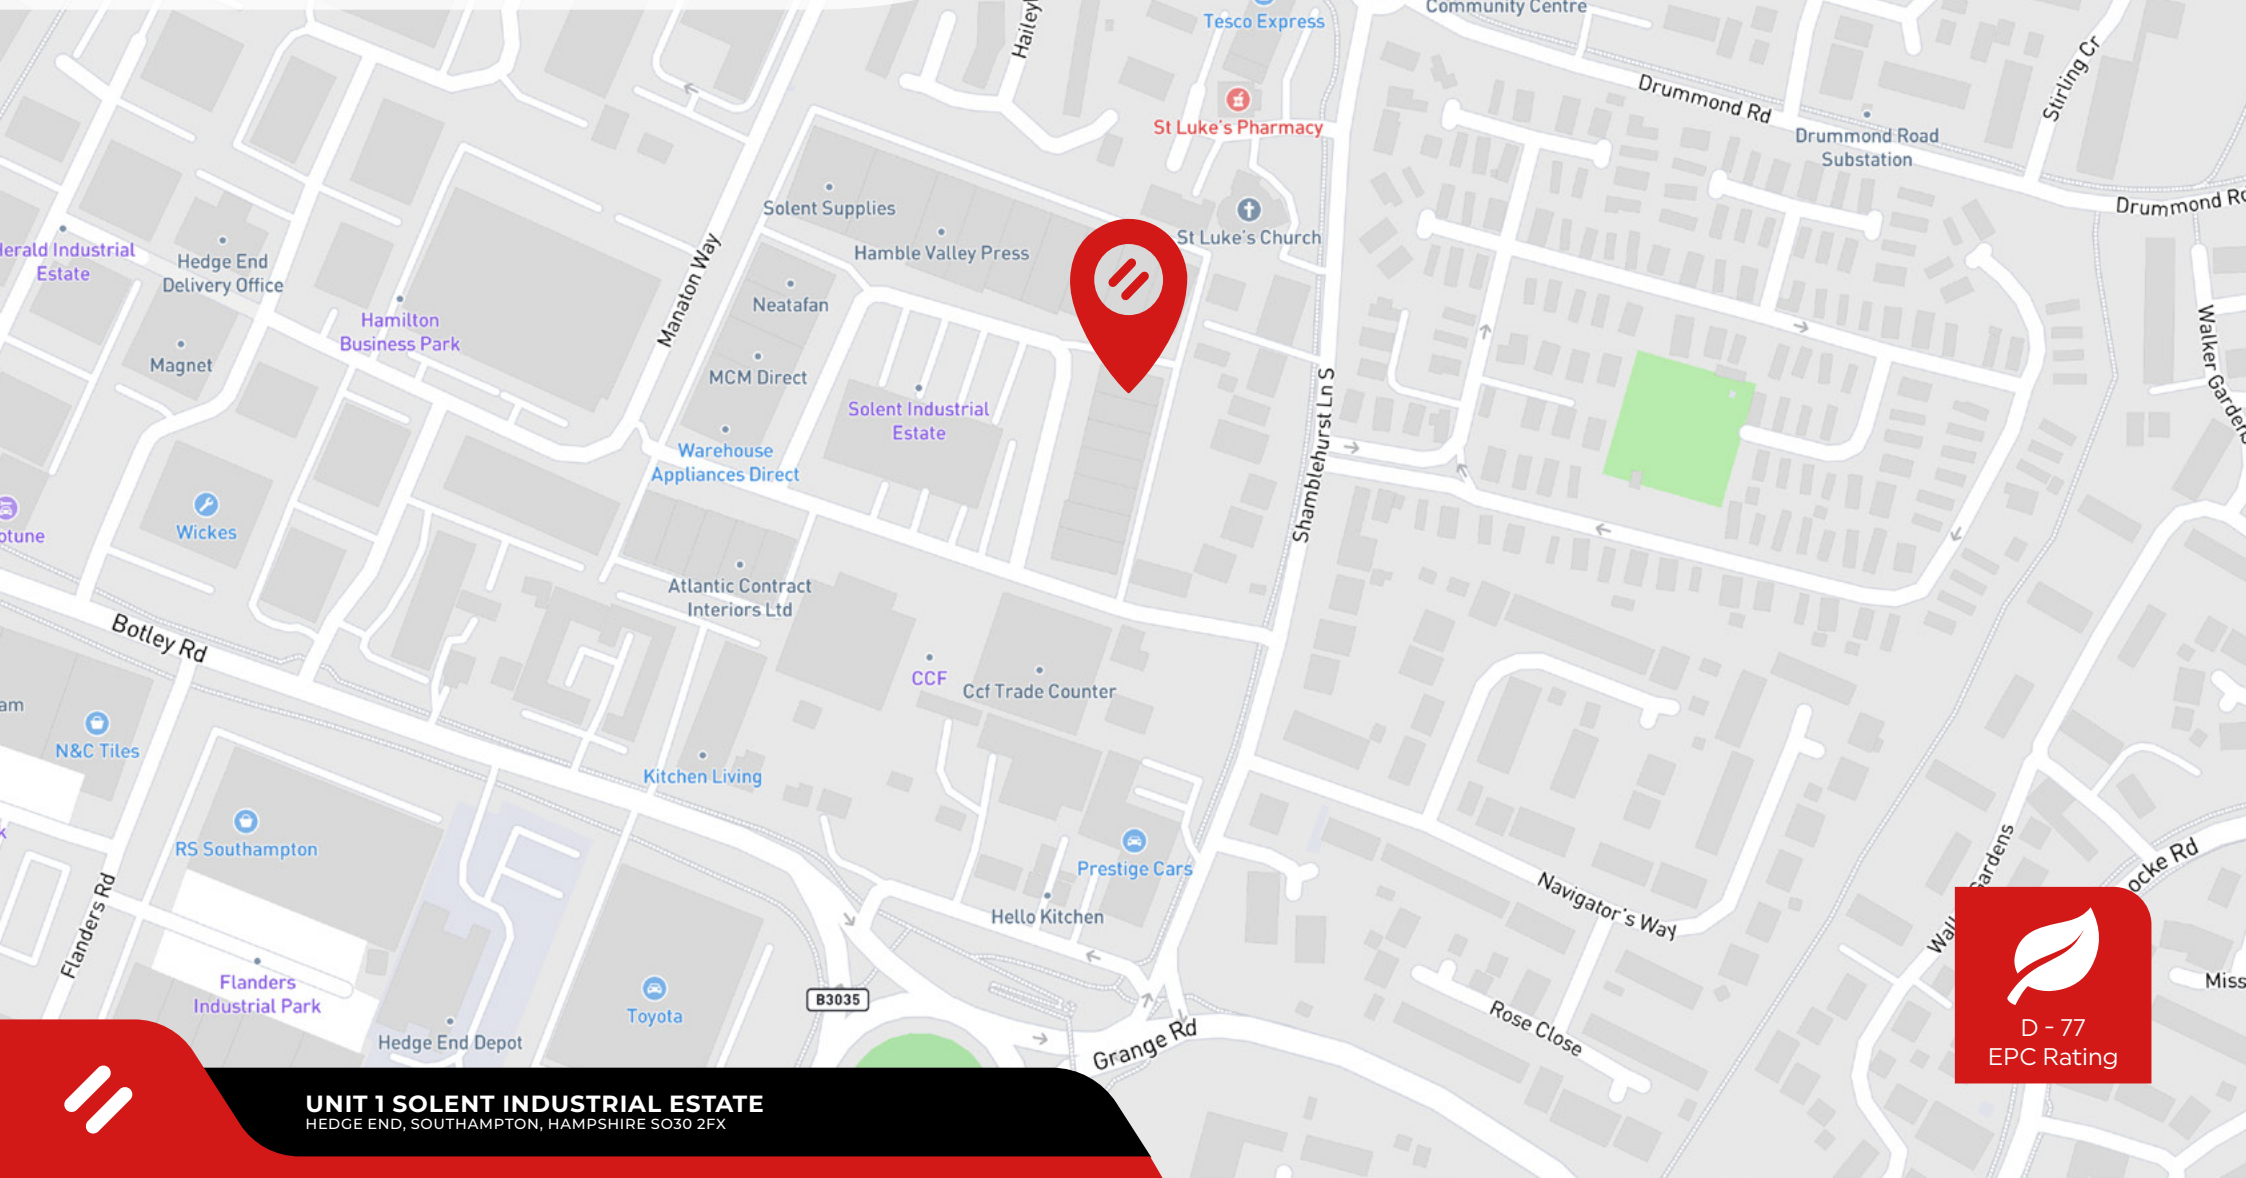 Community Centre
Tesco Express
Hailey
Drummond Rd
Stirling Cr
St Luke's Pharmacy
Drummond Road
Substation
Drummond
Solent Supplies
Hamble Valley Press
St Luke's Church
Industrial
Estate
Hedge End
Delivery Office
Manaton Way
Neatafan
Hamilton
Business Park
Walker Gardens
Magnet
MCM Direct
Solent Industrial
Estate
Shamblehurst Ln S
Warehouse
Appliances Direct
Wickes
Atlantic Contract
Interiors Ltd
Botley Rd
CCF
Ccf Trade Counter
am
N&C Tiles
Kitchen Living
RS Southampton
Prestige Cars
ocke Rd
Flanders Rd
Hello Kitchen
Navigator's Way
Flanders
Industrial Park
Toyota
B3035
Hedge End Depot
Grange Rd
Rose Close
Miss
D - 77
EPC Rating
UNIT 1 SOLENT INDUSTRIAL ESTATE
HEDGE END, SOUTHAMPTON, HAMPSHIRE SO30 2FX